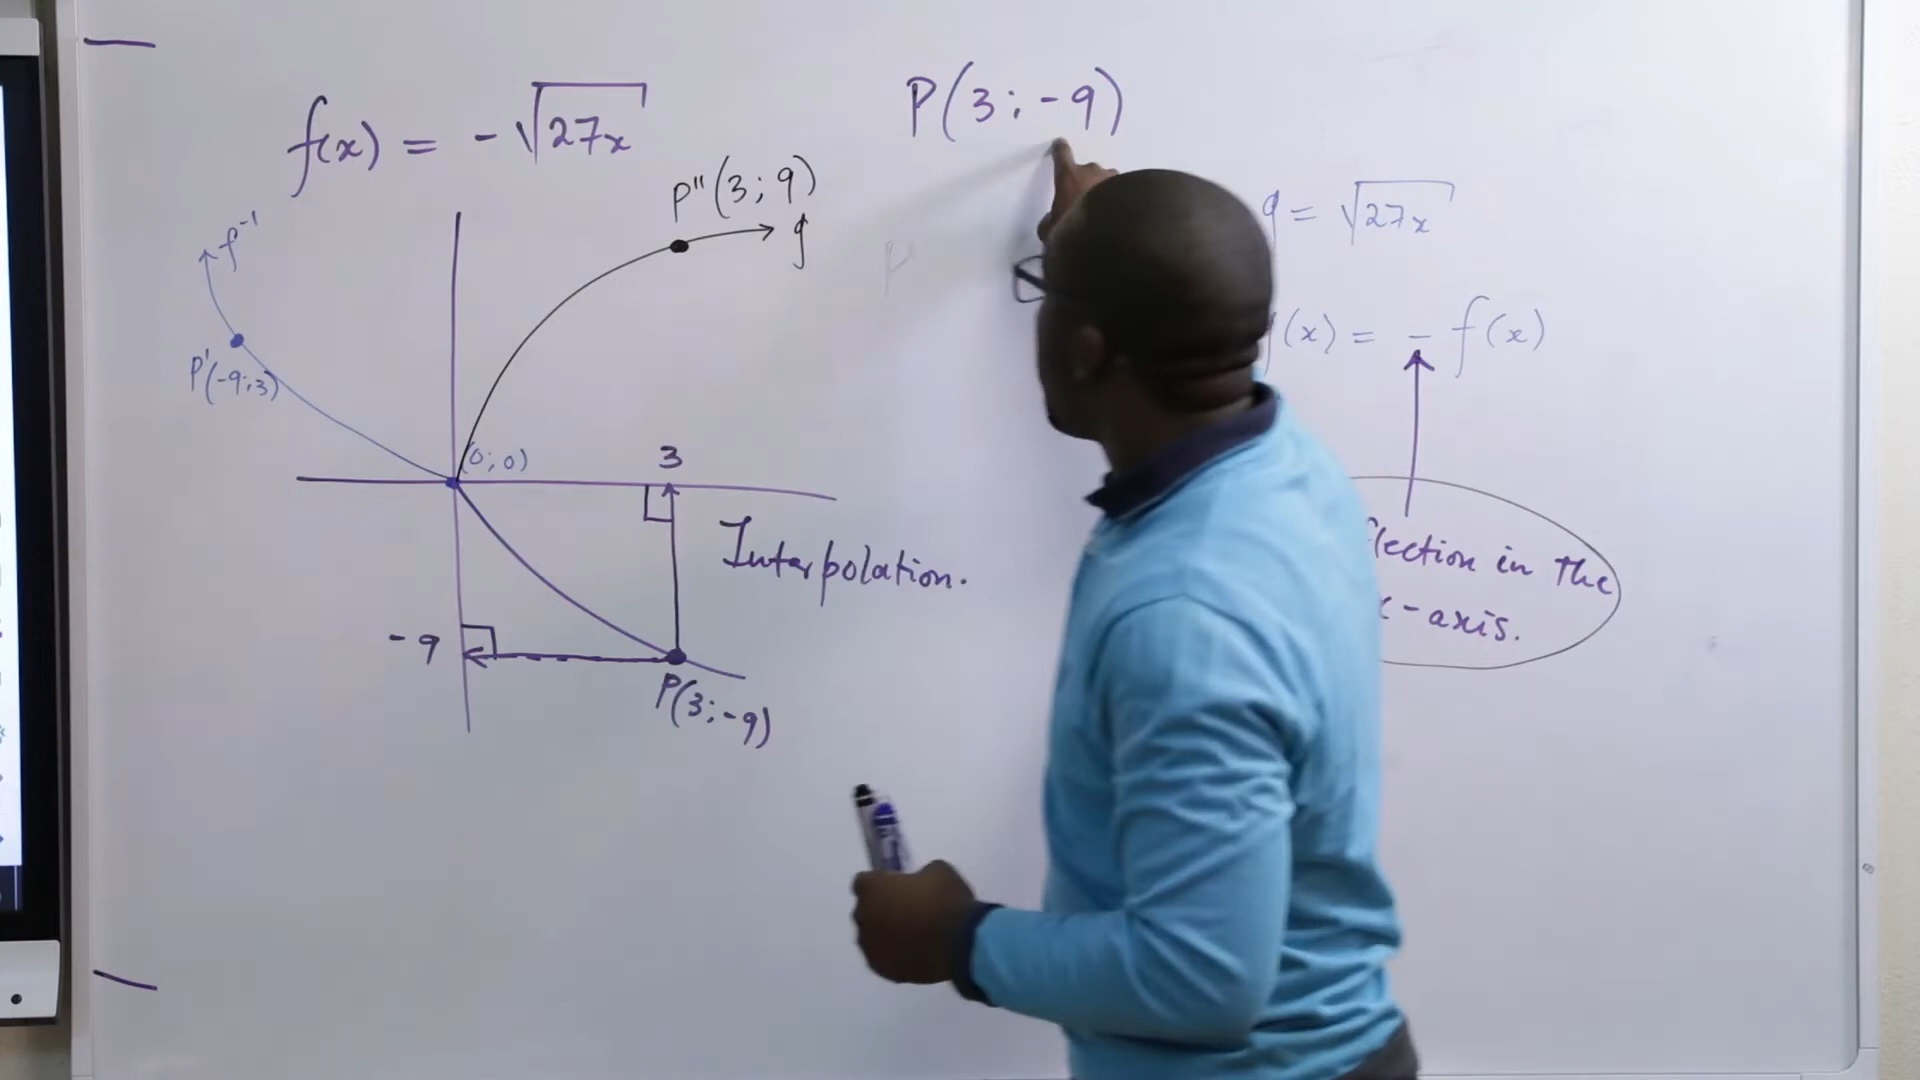 f(x) = -√27x
P(3;-9)
P''(3;9)
g
f⁻¹
g = √27x
P'(-9;3)
(x) = - f(x)
(0;0)
3
Interpolation.
-9
P(3;-9)
flection in the
x-axis.